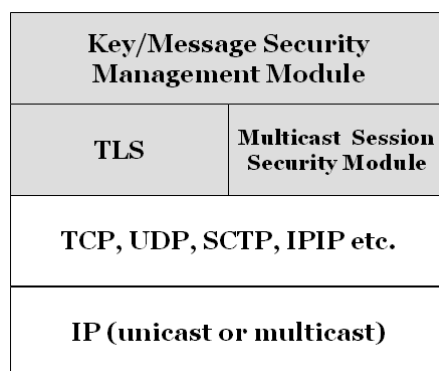 Key/Message Security
Management Module
TLS
Multicast Session
Security Module
TCP, UDP, SCTP, IPIP etc.
IP (unicast or multicast)